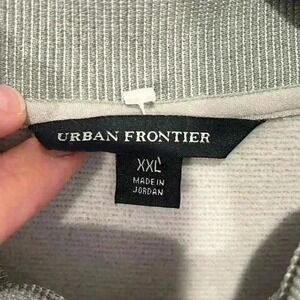 URBAN FRONTIER
XXL
MADE IN
JORDAN